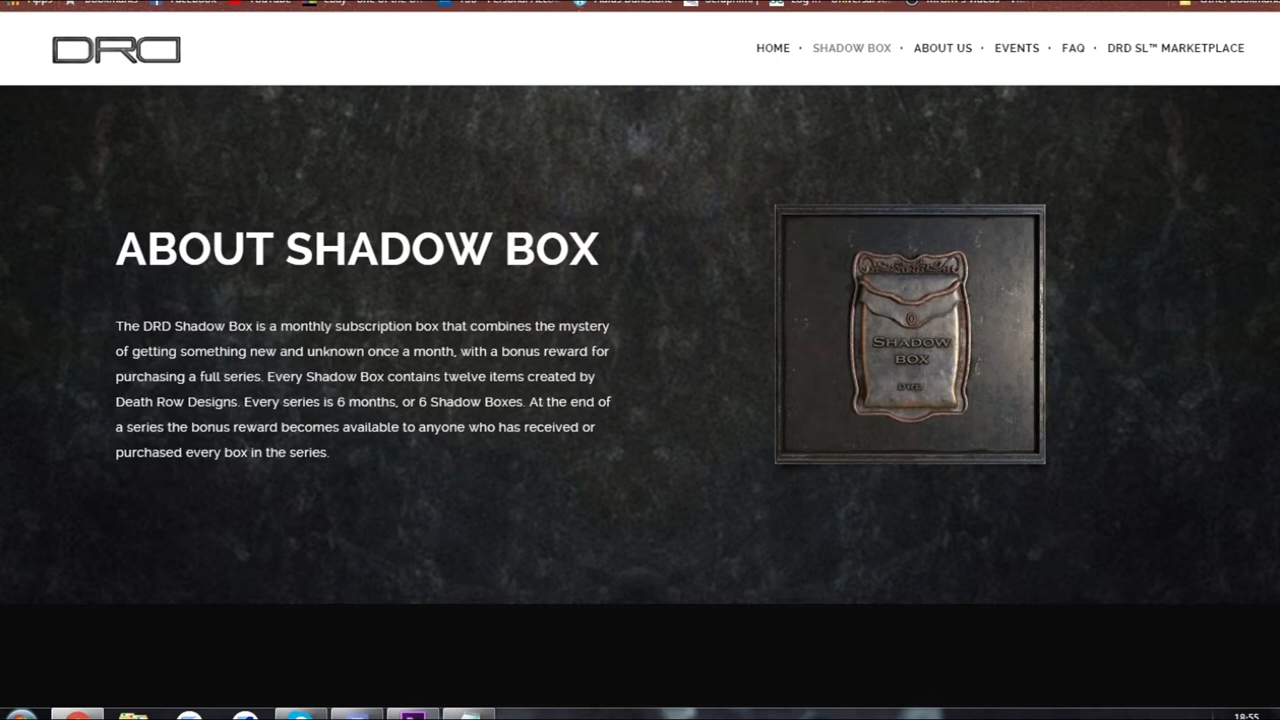 Apps
Bookmarks
Facebook
YouTube
DRD
HOME • SHADOW BOX • ABOUT US • EVENTS • FAQ • DRD SL™ MARKETPLACE
ABOUT SHADOW BOX
The DRD Shadow Box is a monthly subscription box that combines the mystery
of getting something new and unknown once a month, with a bonus reward for
purchasing a full series. Every Shadow Box contains twelve items created by
Death Row Designs. Every series is 6 months, or 6 Shadow Boxes. At the end of
a series the bonus reward becomes available to anyone who has received or
purchased every box in the series.
SHADOW
BOX
DRD
18:55